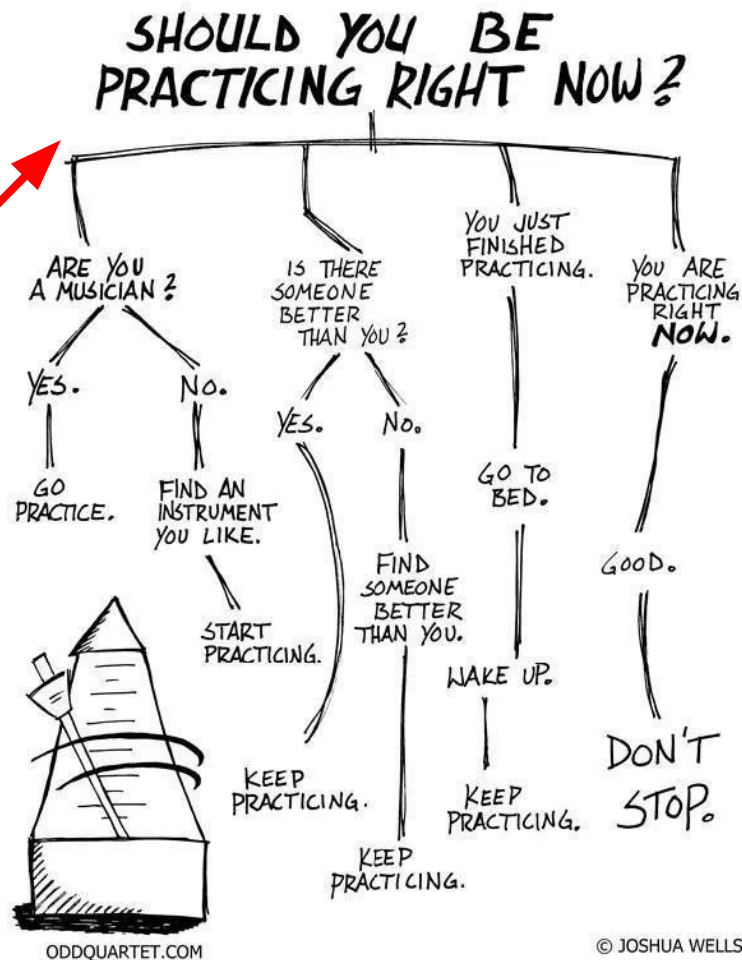 SHOULD YOU BE
PRACTICING RIGHT NOW?
ARE YOU
A MUSICIAN?
YES.
GO
PRACTICE.
NO.
FIND AN
INSTRUMENT
YOU LIKE.
START
PRACTICING.
IS THERE
SOMEONE
BETTER
THAN YOU?
YES.
KEEP
PRACTICING.
NO.
FIND
SOMEONE
BETTER
THAN YOU.
KEEP
PRACTICING.
YOU JUST
FINISHED
PRACTICING.
GO TO
BED.
WAKE UP.
KEEP
PRACTICING.
YOU ARE
PRACTICING
RIGHT
NOW.
GOOD.
DON'T
STOP.
ODDQUARTET.COM
© JOSHUA WELLS